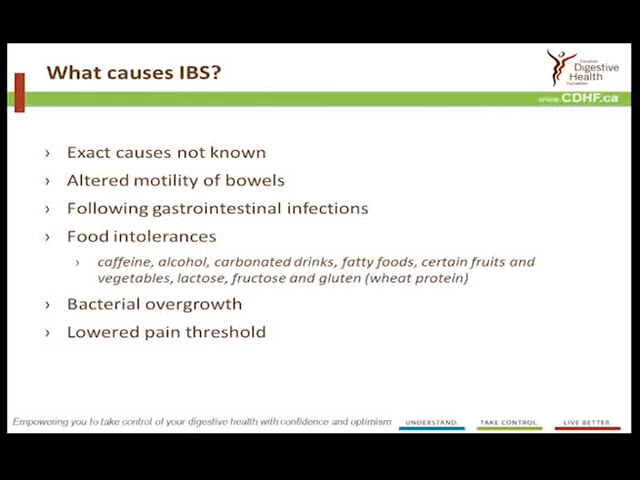 What causes IBS?
Canadian
Digestive
Health
Foundation
www.CDHF.ca
› Exact causes not known
› Altered motility of bowels
› Following gastrointestinal infections
› Food intolerances
› caffeine, alcohol, carbonated drinks, fatty foods, certain fruits and
vegetables, lactose, fructose and gluten (wheat protein)
› Bacterial overgrowth
› Lowered pain threshold
Empowering you to take control of your digestive health with confidence and optimism
UNDERSTAND.
TAKE CONTROL.
LIVE BETTER.